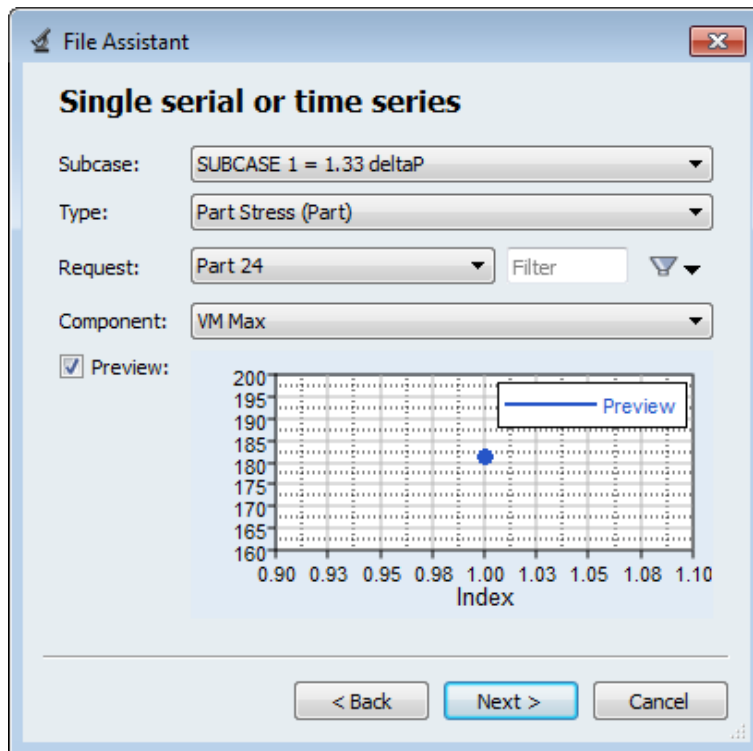 File Assistant
Single serial or time series
Subcase: SUBCASE 1 = 1.33 deltaP
Type: Part Stress (Part)
Request: Part 24 Filter
Component: VM Max
Preview:
Preview
200
195
190
185
180
175
170
165
160
0.90 0.93 0.95 0.98 1.00 1.03 1.05 1.08 1.10
Index
< Back Next > Cancel